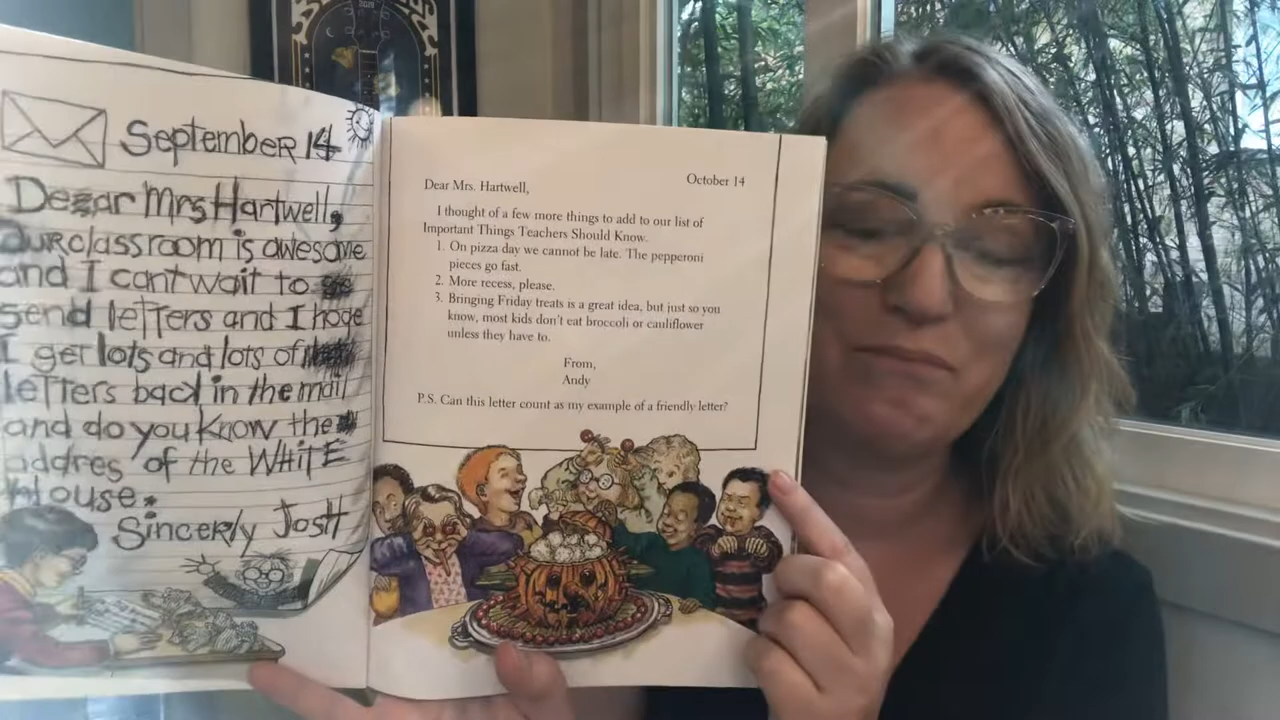 September 14
Dear Mrs Hartwell,
Our classroom is awesome
and I cant wait to
send letters and I hope
I get lots and lots of
letters back in the mail
and do you know the
addres of the WHITE
House.
Sincerly Josh
October 14
Dear Mrs. Hartwell,
I thought of a few more things to add to our list of
Important Things Teachers Should Know.
1. On pizza day we cannot be late. The pepperoni
pieces go fast.
2. More recess, please.
3. Bringing Friday treats is a great idea, but just so you
know, most kids don't eat broccoli or cauliflower
unless they have to.
From,
Andy
P.S. Can this letter count as my example of a friendly letter?